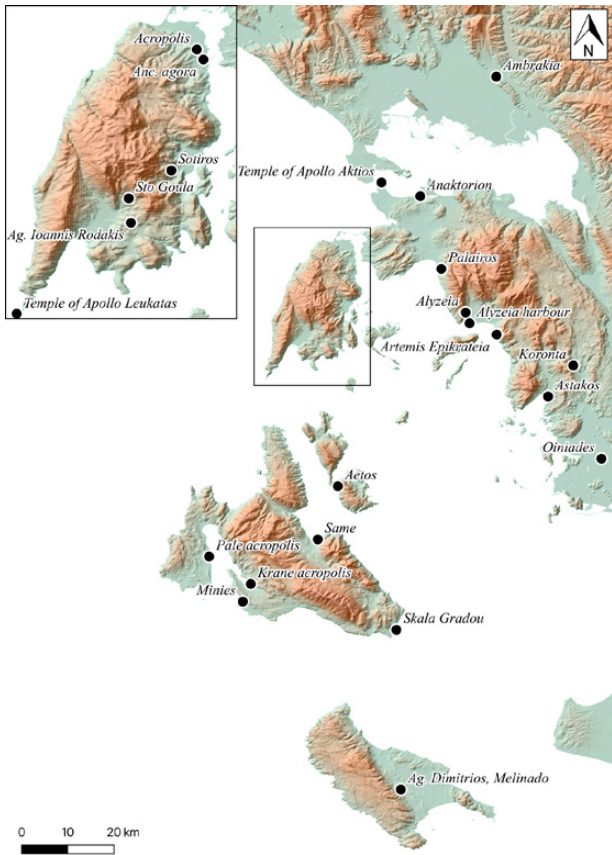 Acropolis
Anc. agora
N
Ambrakia
Sotiros
Temple of Apollo Aktios
Sto Goula
Anaktorion
Ag. Ioannis Rodakis
Palairos
Temple of Apollo Leukatas
Alyzeia
Alyzeia harbour
Artemis Epikrateia
Koronta
Astakos
Oiniades
Aetos
Same
Pale acropolis
Krane acropolis
Minies
Skala Gradou
Ag. Dimitrios, Melinado
0 10 20 km